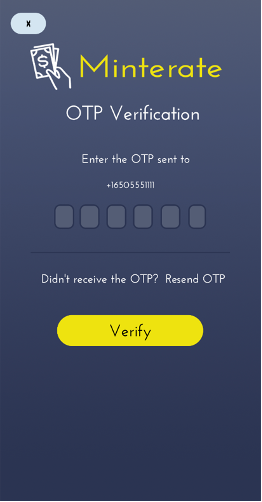 x
$
Minterate
OTP Verification
Enter the OTP sent to
+16505551111
Didn't receive the OTP? Resend OTP
Verify